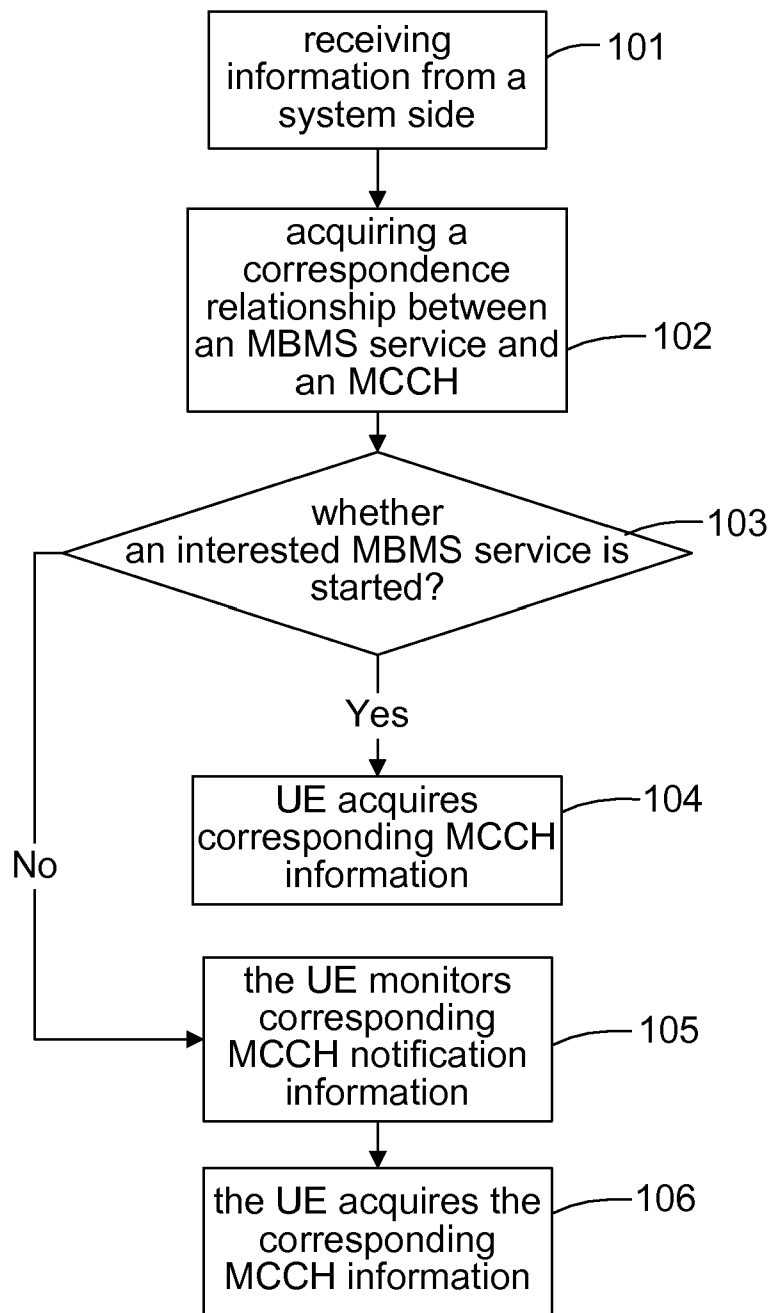 receiving
information from a
system side
101
acquiring a
correspondence
relationship between
an MBMS service and
an MCCH
102
whether
an interested MBMS service is
started?
103
Yes
UE acquires
corresponding MCCH
information
104
No
the UE monitors
corresponding
MCCH notification
information
105
the UE acquires the
corresponding
MCCH information
106